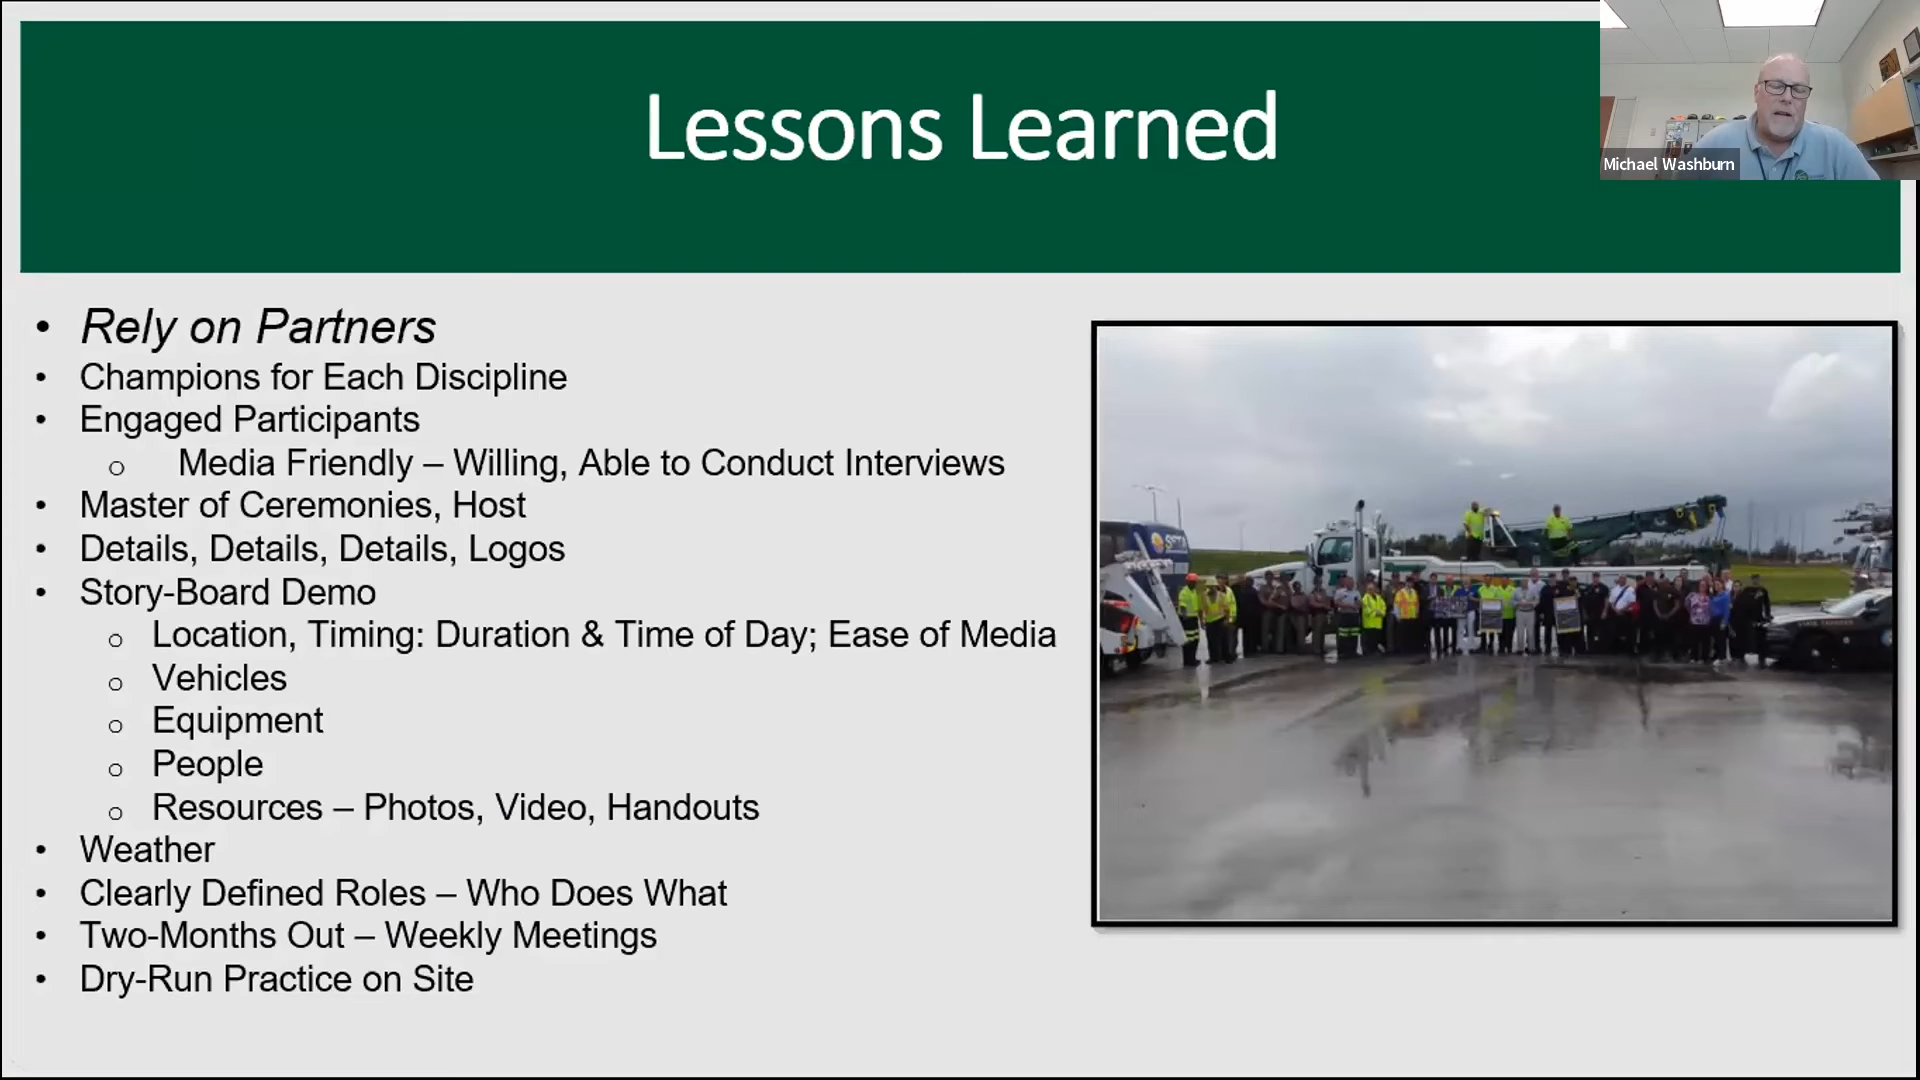 Lessons Learned
Michael Washburn
• Rely on Partners
• Champions for Each Discipline
• Engaged Participants
o Media Friendly – Willing, Able to Conduct Interviews
• Master of Ceremonies, Host
• Details, Details, Details, Logos
• Story-Board Demo
o Location, Timing: Duration & Time of Day; Ease of Media
o Vehicles
o Equipment
o People
o Resources – Photos, Video, Handouts
• Weather
• Clearly Defined Roles – Who Does What
• Two-Months Out – Weekly Meetings
• Dry-Run Practice on Site
STATE TROOPER